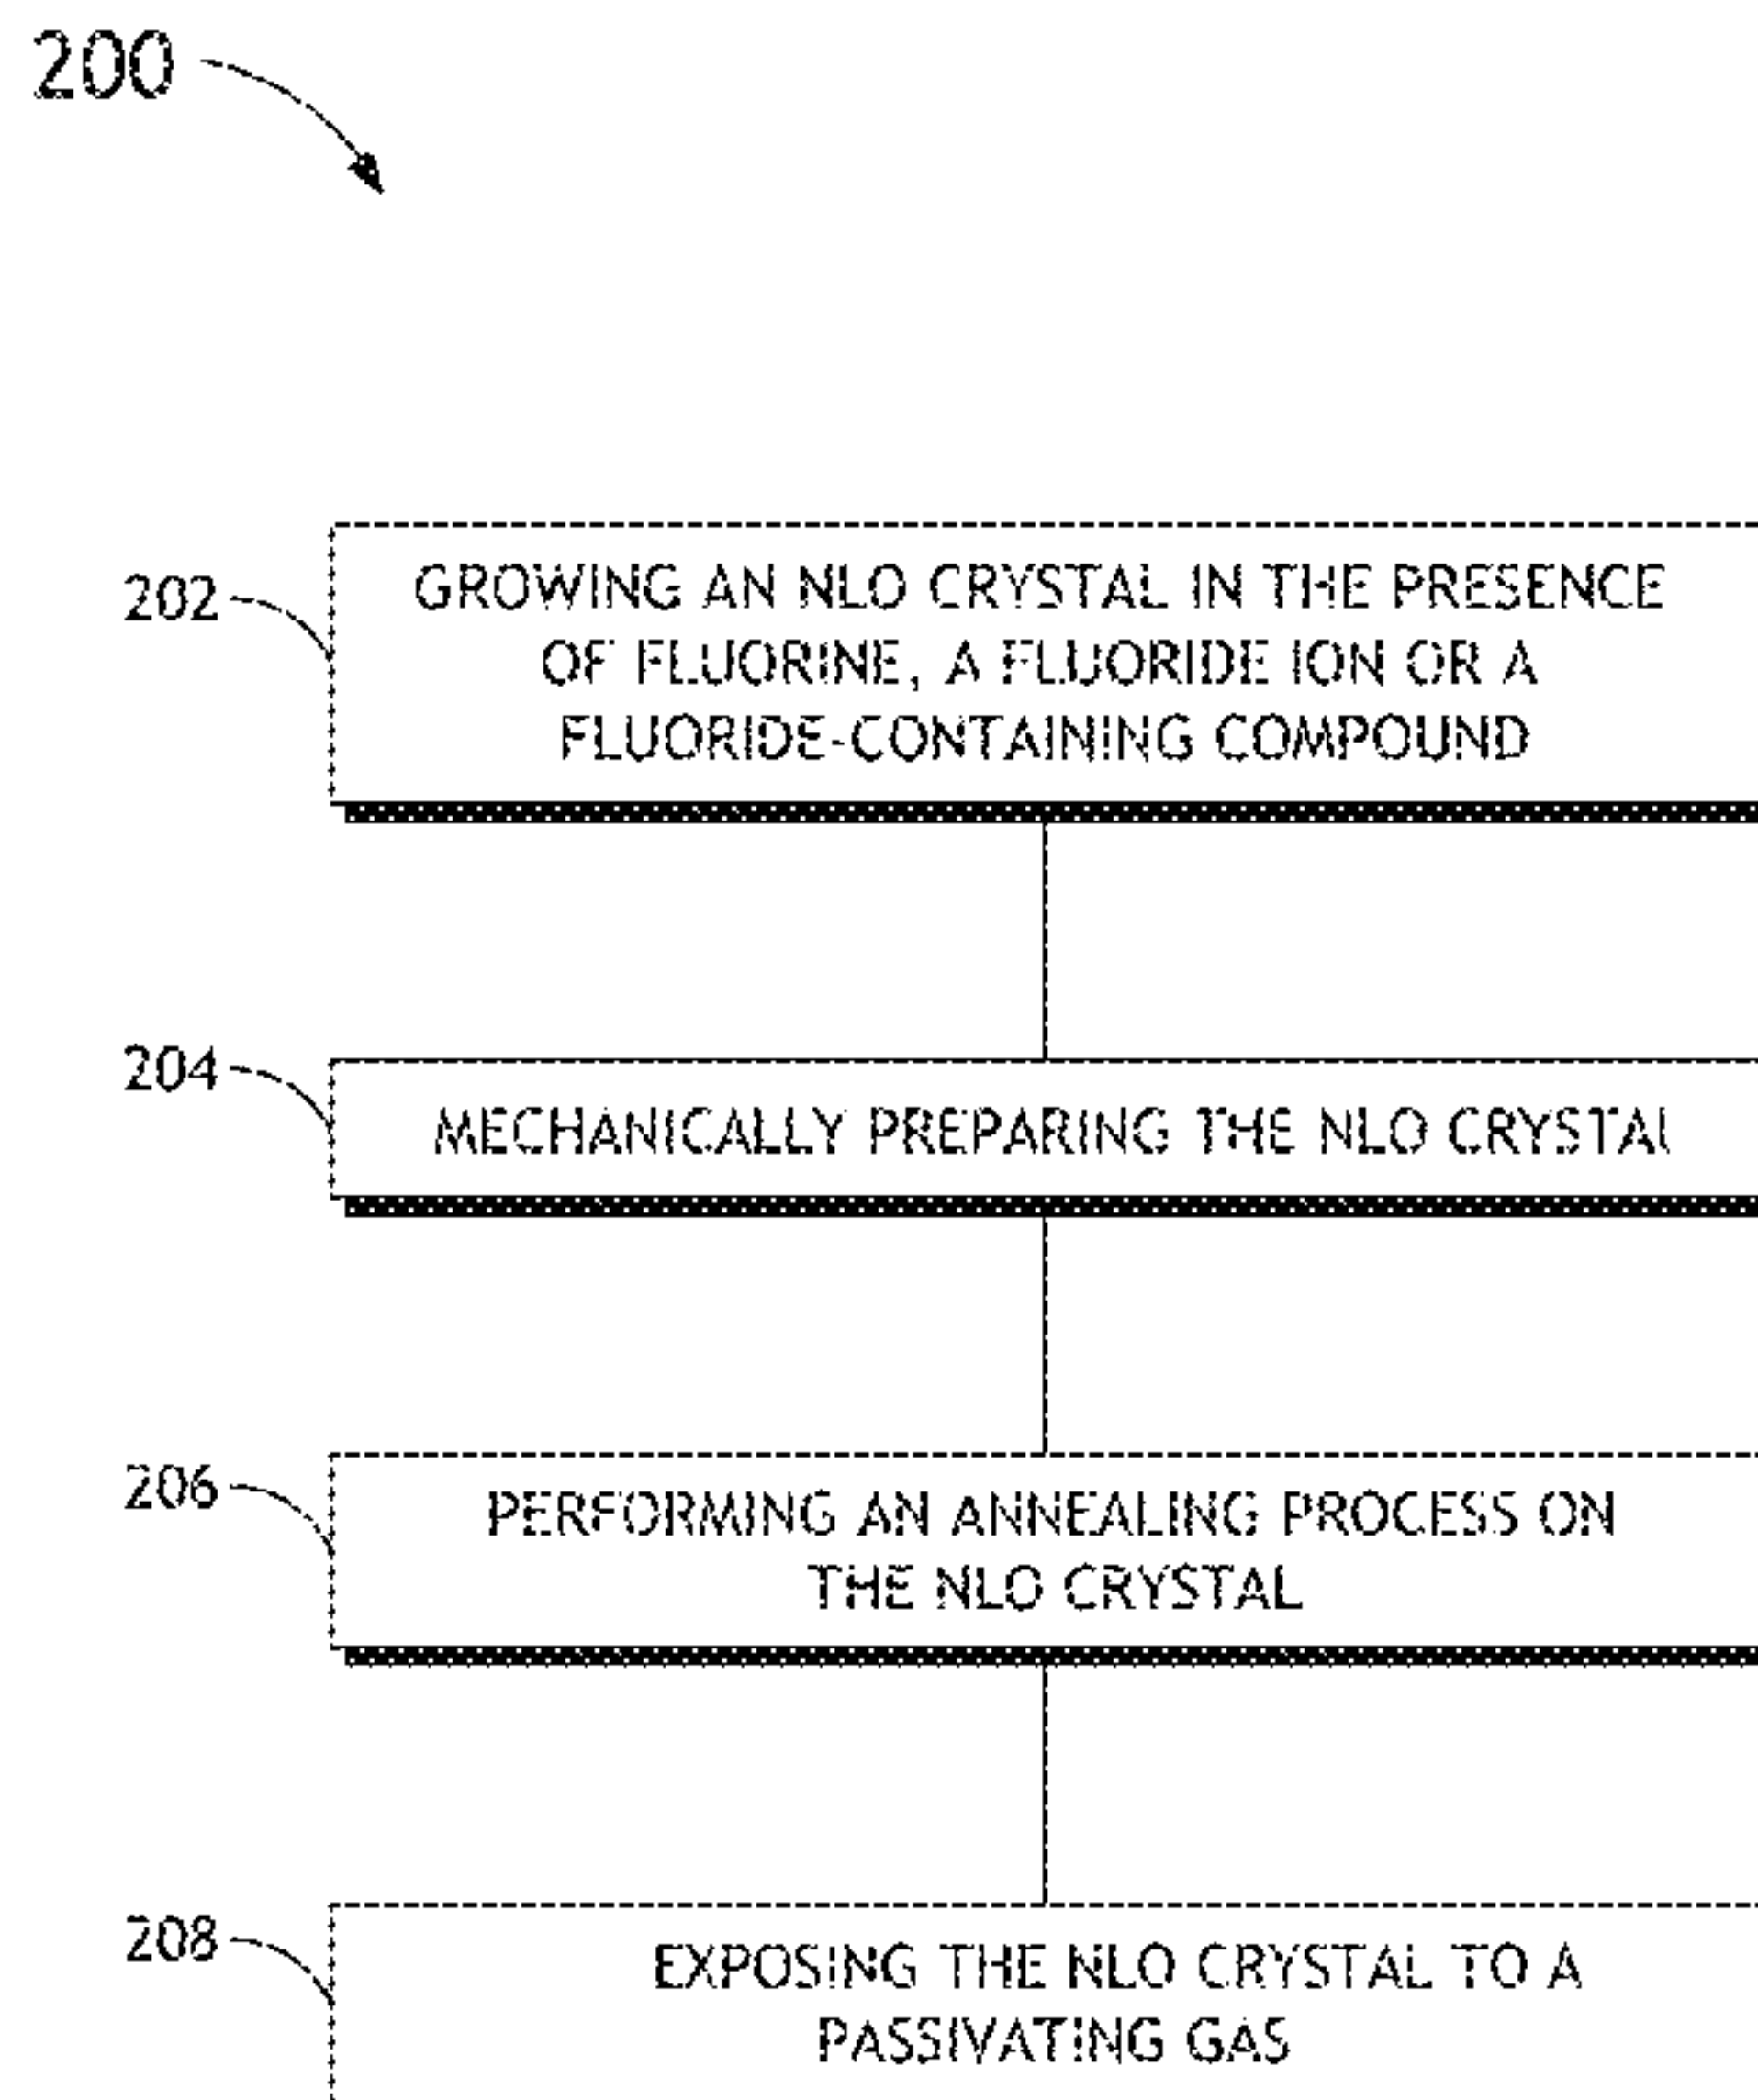 200
202
GROWING AN NLO CRYSTAL IN THE PRESENCE
OF FLUORINE, A FLUORIDE ION OR A
FLUORIDE-CONTAINING COMPOUND
204
MECHANICALLY PREPARING THE NLO CRYSTAL
206
PERFORMING AN ANNEALING PROCESS ON
THE NLO CRYSTAL
208
EXPOSING THE NLO CRYSTAL TO A
PASSIVATING GAS